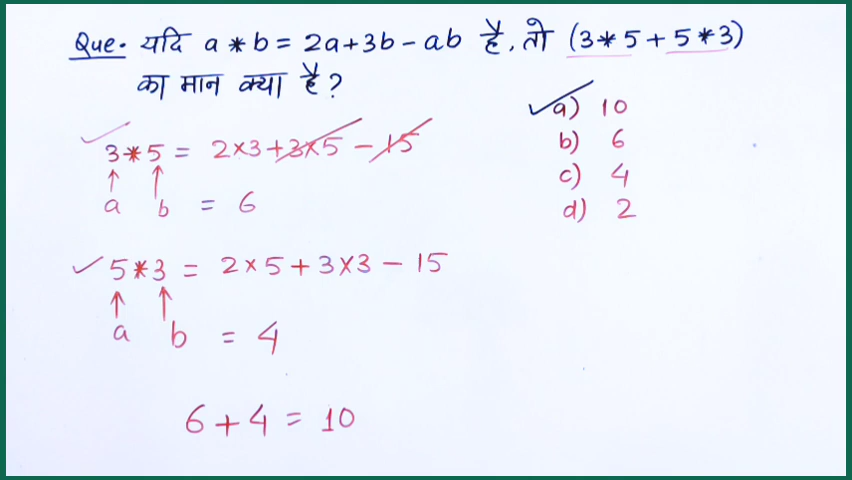 Que. यदि a * b = 2a+3b - ab है, तो (3*5 + 5*3)
का मान क्या है?
a) 10
b) 6
c) 4
d) 2
3*5 = 2×3+3×5 - 15
a b = 6
5*3 = 2×5+3×3 - 15
a b = 4
6+4 = 10